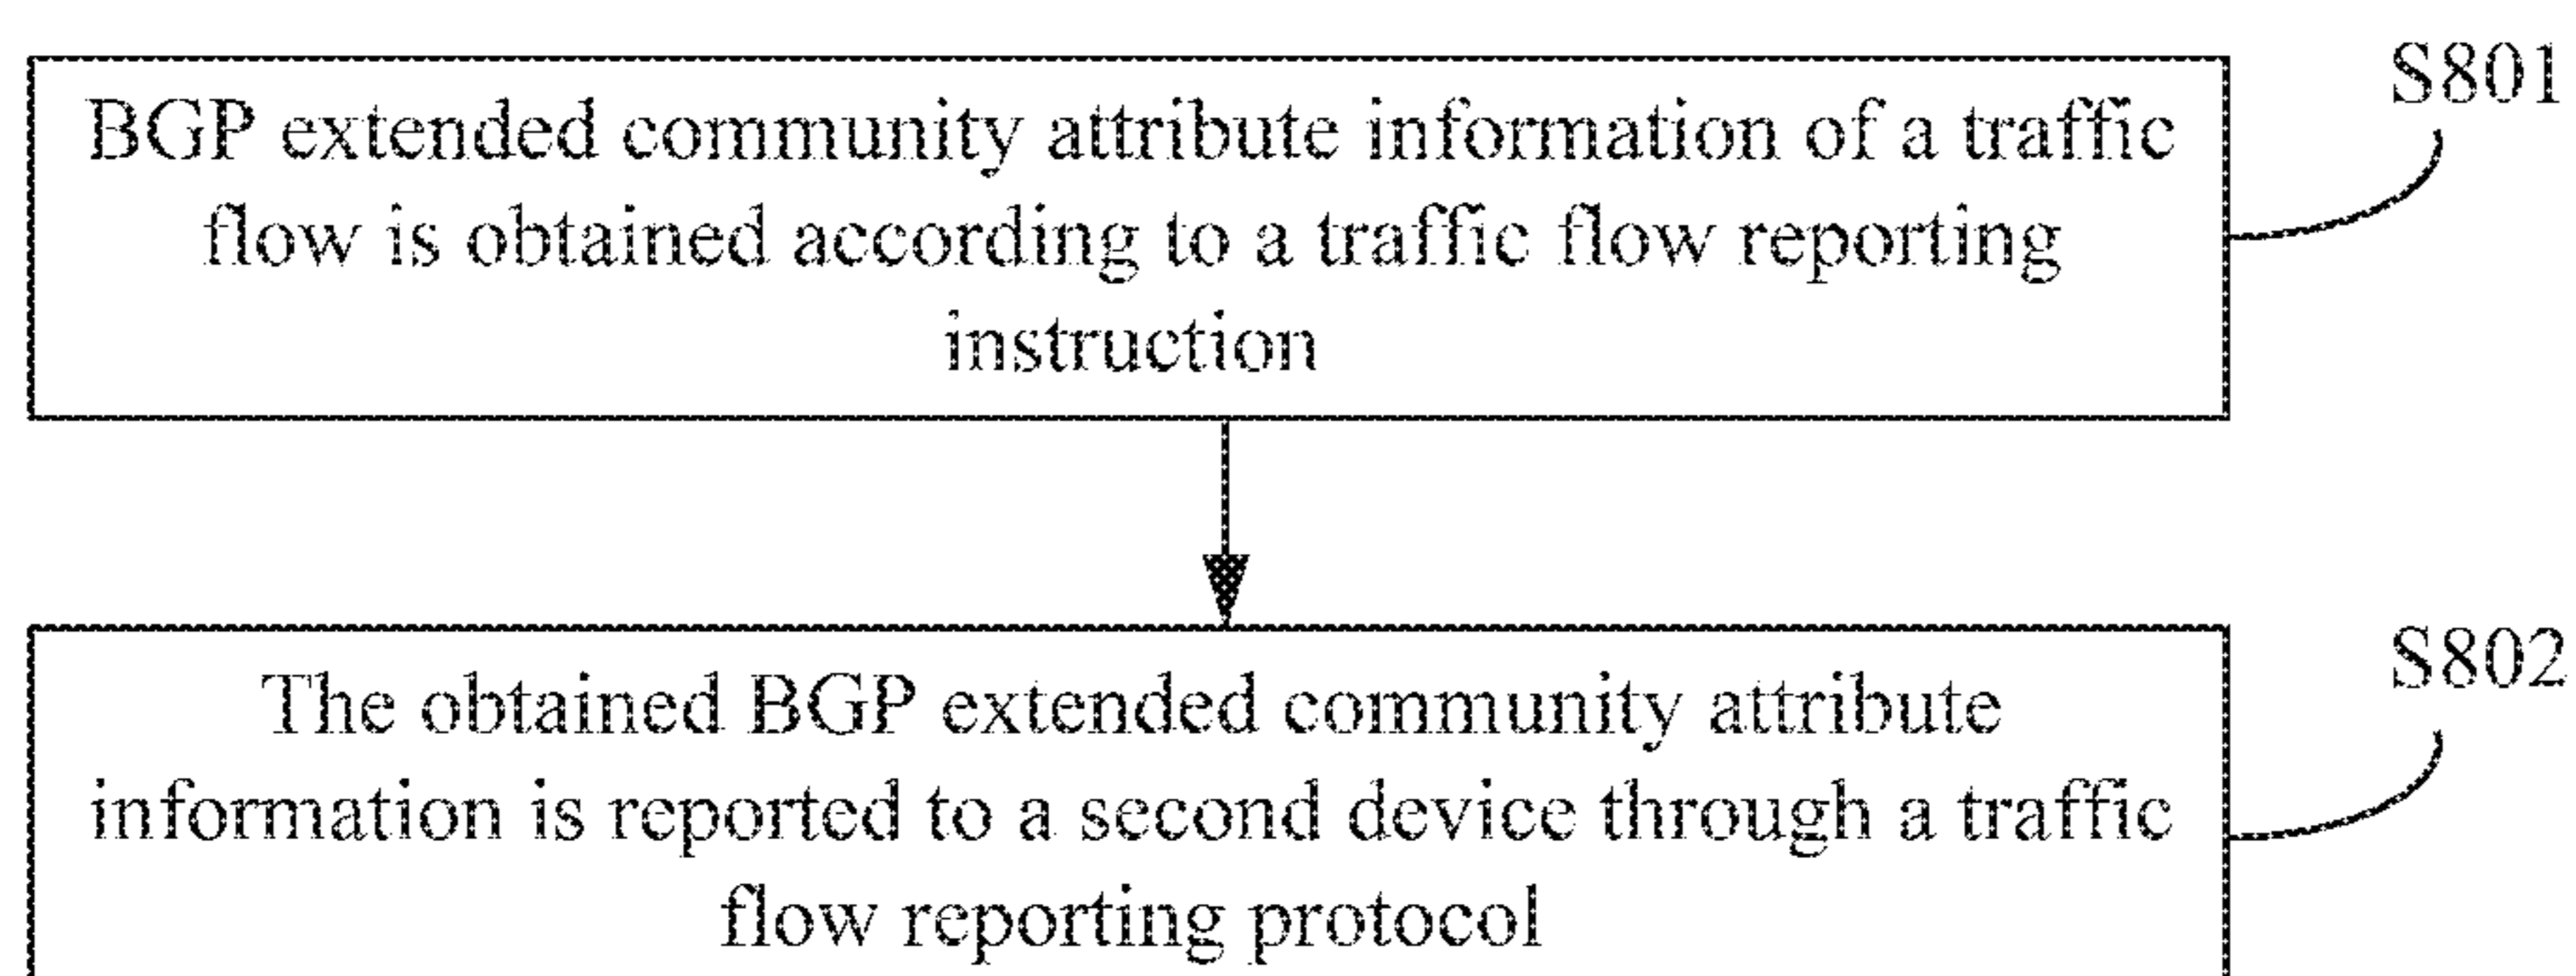 S801
BGP extended community attribute information of a traffic
flow is obtained according to a traffic flow reporting
instruction
S802
The obtained BGP extended community attribute
information is reported to a second device through a traffic
flow reporting protocol